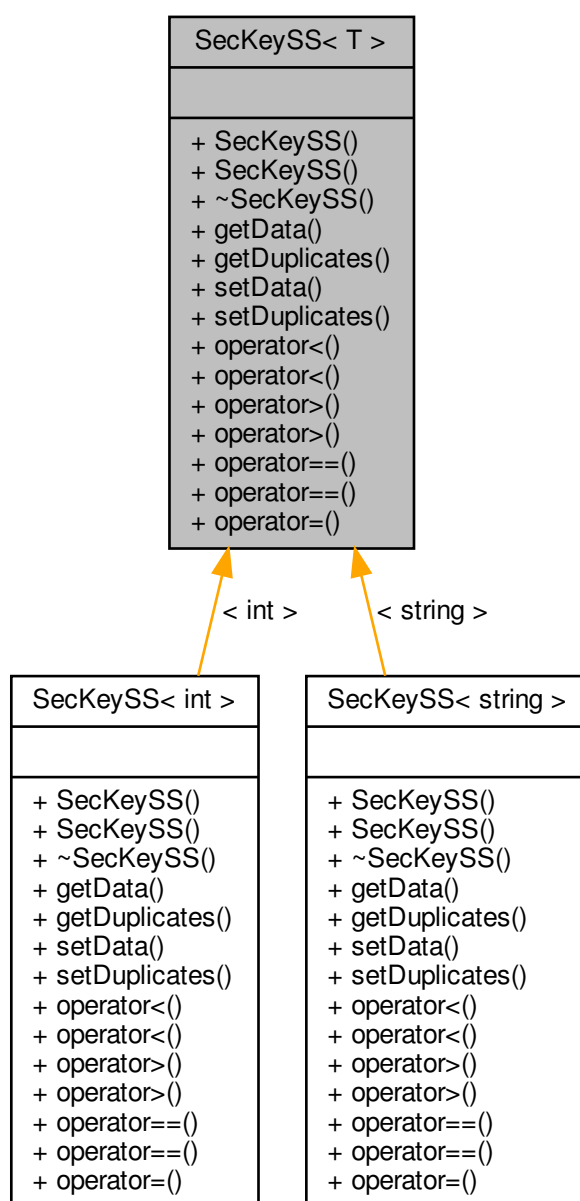 SecKeySS< T >
+ SecKeySS()
+ SecKeySS()
+ ~SecKeySS()
+ getData()
+ getDuplicates()
+ setData()
+ setDuplicates()
+ operator<()
+ operator<()
+ operator>()
+ operator>()
+ operator==()
+ operator==()
+ operator=()
< int >
< string >
SecKeySS< int >
+ SecKeySS()
+ SecKeySS()
+ ~SecKeySS()
+ getData()
+ getDuplicates()
+ setData()
+ setDuplicates()
+ operator<()
+ operator<()
+ operator>()
+ operator>()
+ operator==()
+ operator==()
+ operator=()
SecKeySS< string >
+ SecKeySS()
+ SecKeySS()
+ ~SecKeySS()
+ getData()
+ getDuplicates()
+ setData()
+ setDuplicates()
+ operator<()
+ operator<()
+ operator>()
+ operator>()
+ operator==()
+ operator==()
+ operator=()